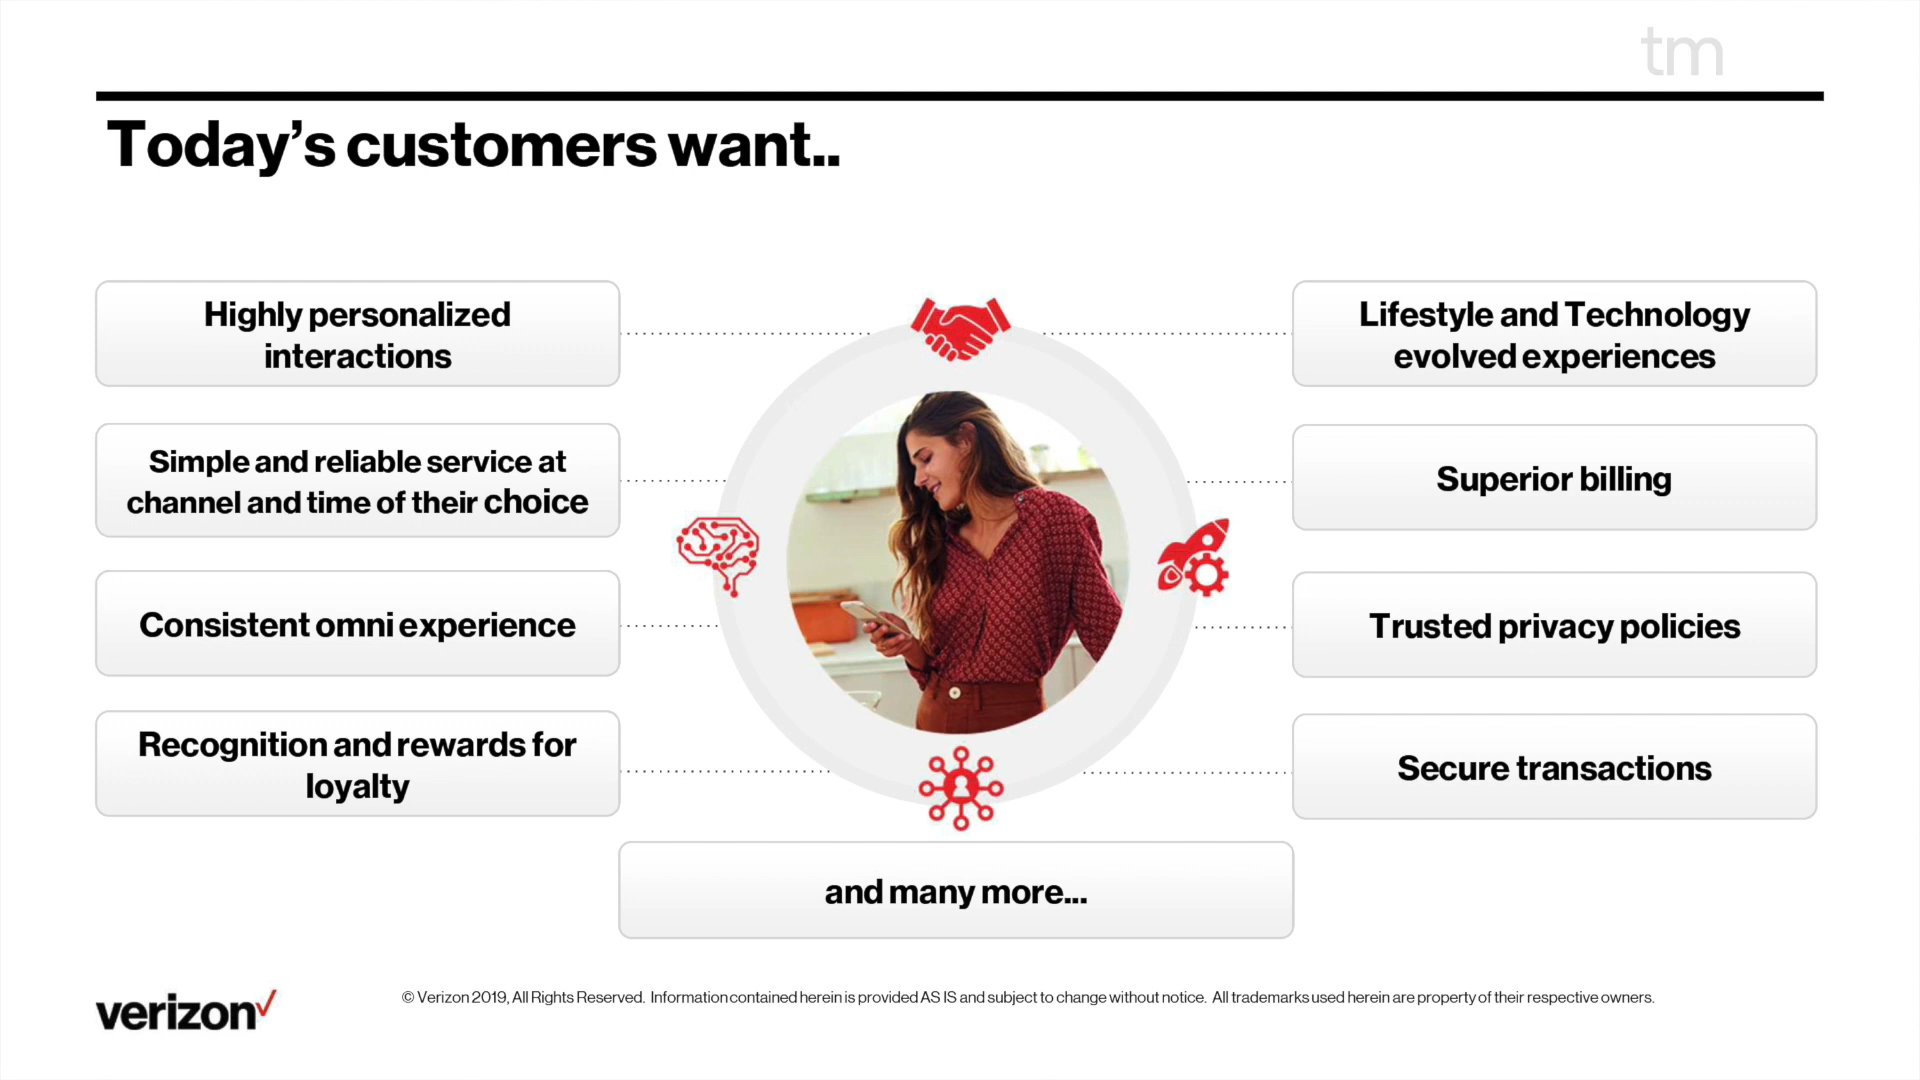 tm
Today’s customers want..
Highly personalized
interactions
Simple and reliable service at
channel and time of their choice
Consistent omni experience
Recognition and rewards for
loyalty
Lifestyle and Technology
evolved experiences
Superior billing
Trusted privacy policies
Secure transactions
and many more...
verizon
© Verizon 2019, All Rights Reserved. Information contained herein is provided AS IS and subject to change without notice. All trademarks used herein are property of their respective owners.